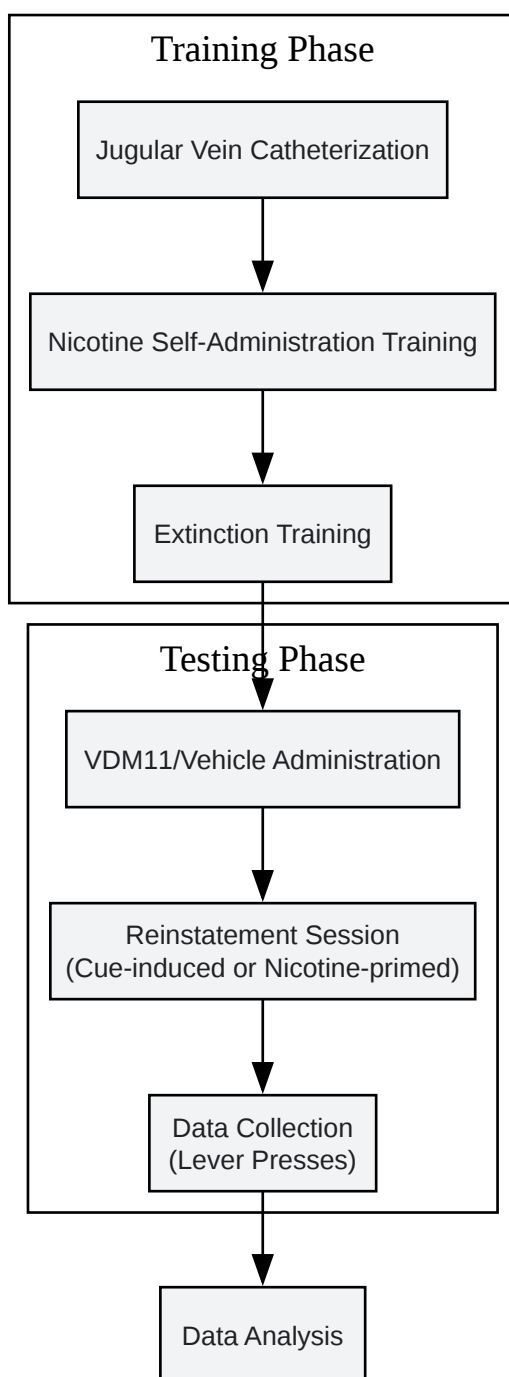 Training Phase
Jugular Vein Catheterization
Nicotine Self-Administration Training
Extinction Training
Testing Phase
VDM11/Vehicle Administration
Reinstatement Session
(Cue-induced or Nicotine-primed)
Data Collection
(Lever Presses)
Data Analysis